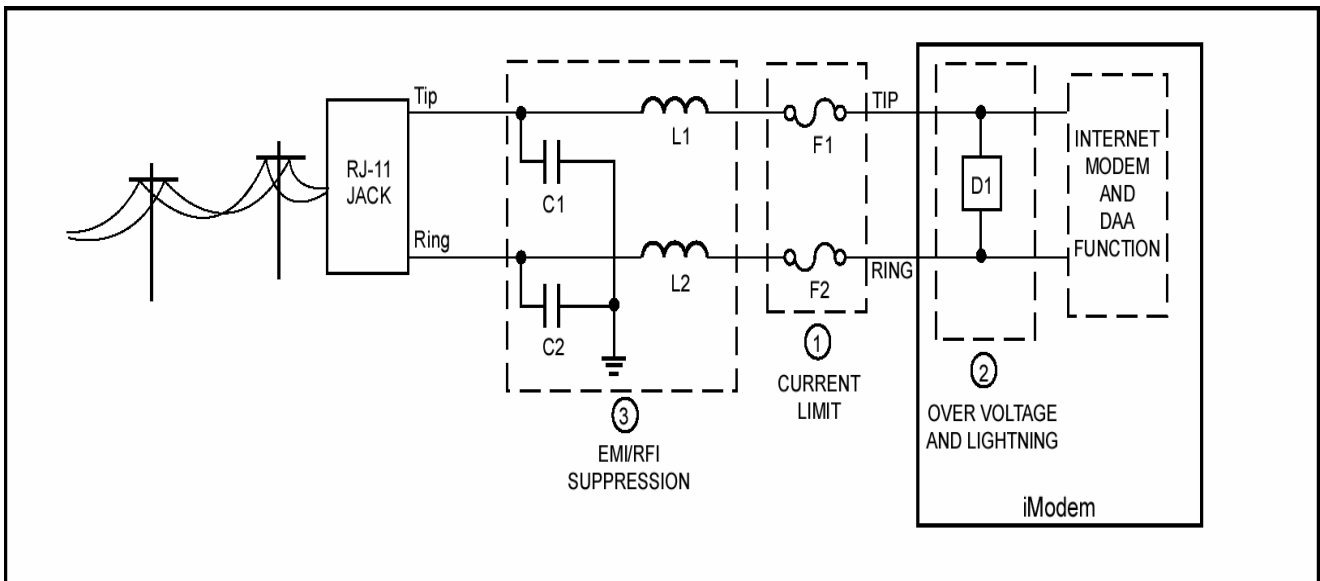 Tip
RJ-11
JACK
Ring
C1
C2
L1
L2
3
EMI/RFI
SUPPRESSION
F1
F2
1
CURRENT
LIMIT
TIP
RING
D1
2
OVER VOLTAGE
AND LIGHTNING
INTERNET
MODEM
AND
DAA
FUNCTION
iModem